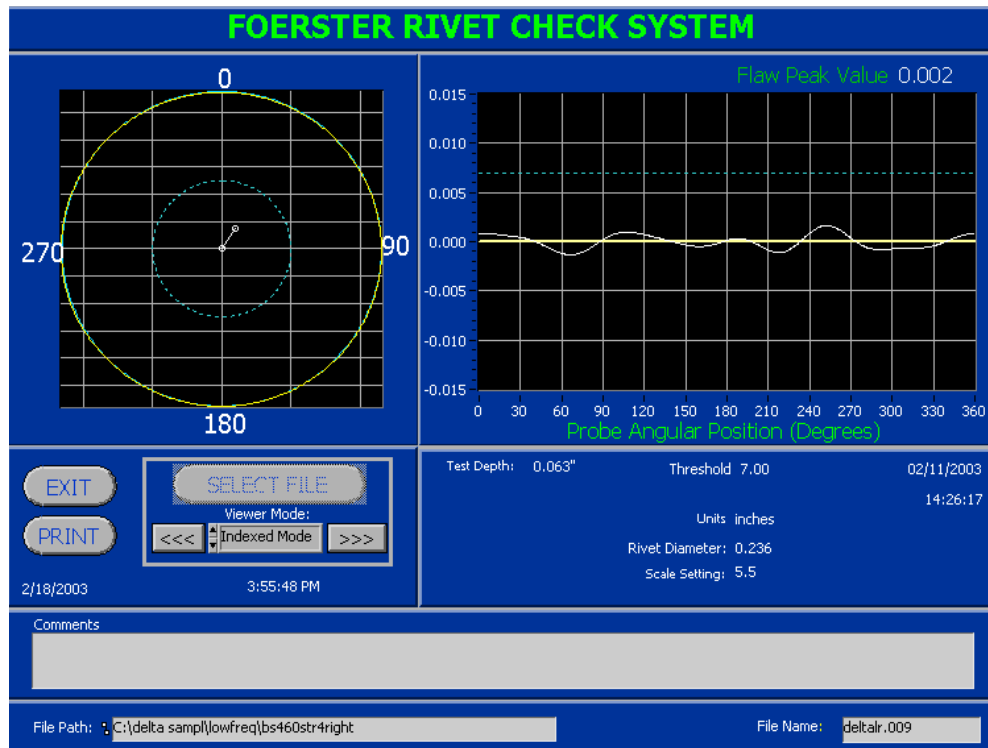 FOERSTER RIVET CHECK SYSTEM
0
270
90
180
Flaw Peak Value 0.002
0.015
0.010
0.005
0.000
-0.005
-0.010
-0.015
0 30 60 90 120 150 180 210 240 270 300 330 360
Probe Angular Position (Degrees)
EXIT
PRINT
SELECT FILE
Viewer Mode:
<<< Indexed Mode >>>
2/18/2003 3:55:48 PM
Test Depth: 0.063" Threshold 7.00 02/11/2003
14:26:17
Units inches
Rivet Diameter: 0.236
Scale Setting: 5.5
Comments
File Path: C:\delta sampl\lowfreq\bs460str4right File Name: deltalr.009